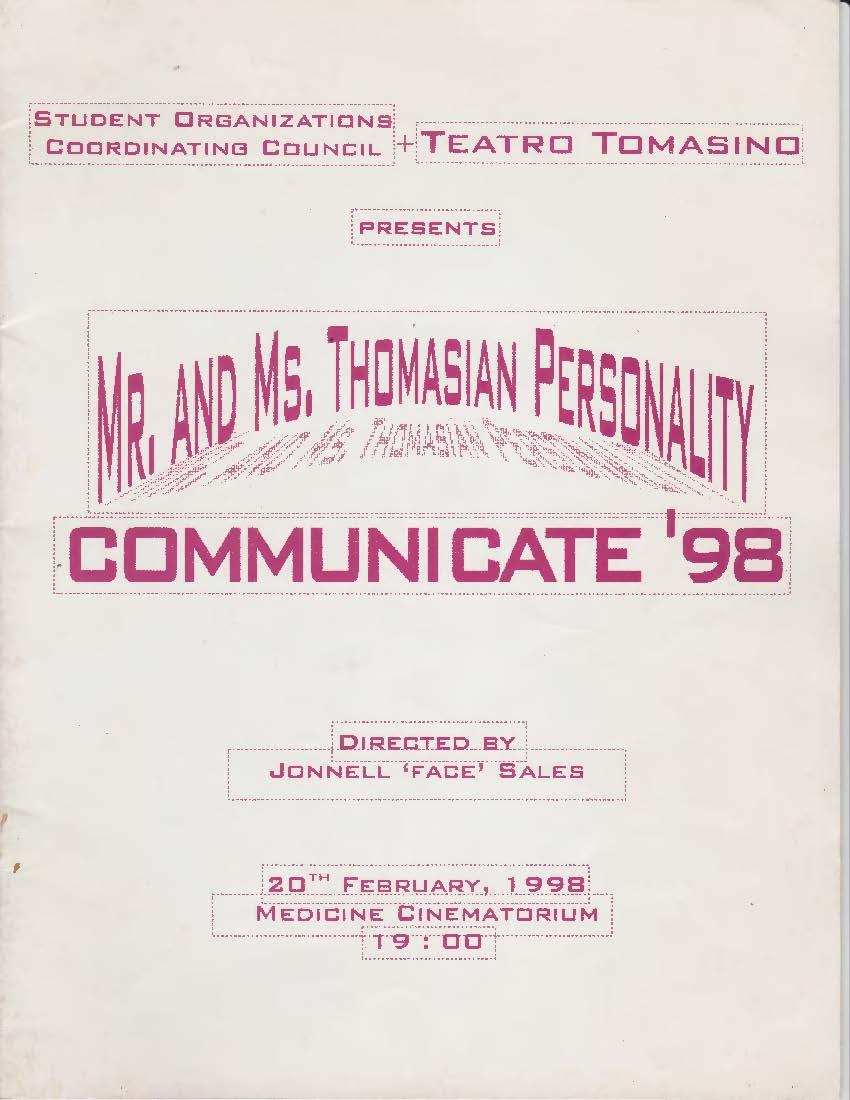 STUDENT ORGANIZATIONS
COORDINATING COUNCIL + TEATRO TOMASINO
PRESENTS
MR. AND MS. THOMASIAN PERSONALITY
COMMUNICATE '98
DIRECTED BY
JONNELL ‘FACE’ SALES
20TH FEBRUARY, 1998
MEDICINE CINEMATORIUM
19 : 00